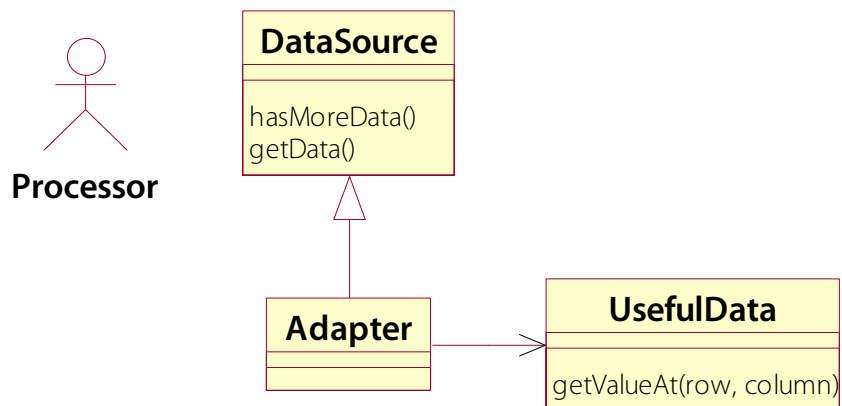 DataSource
hasMoreData()
getData()
Processor
Adapter
UsefulData
getValueAt(row, column)